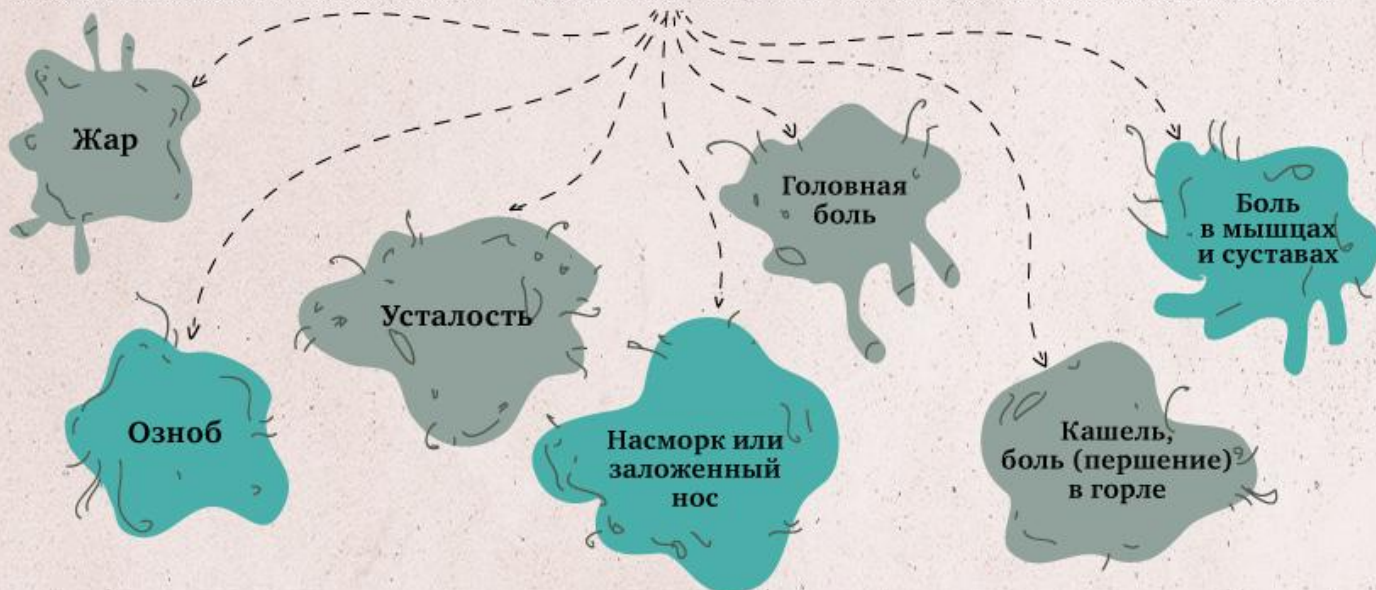 Жар
Головная
боль
Боль
в мышцах
и суставах
Усталость
Озноб
Насморк или
заложенный
нос
Кашель,
боль (першение)
в горле